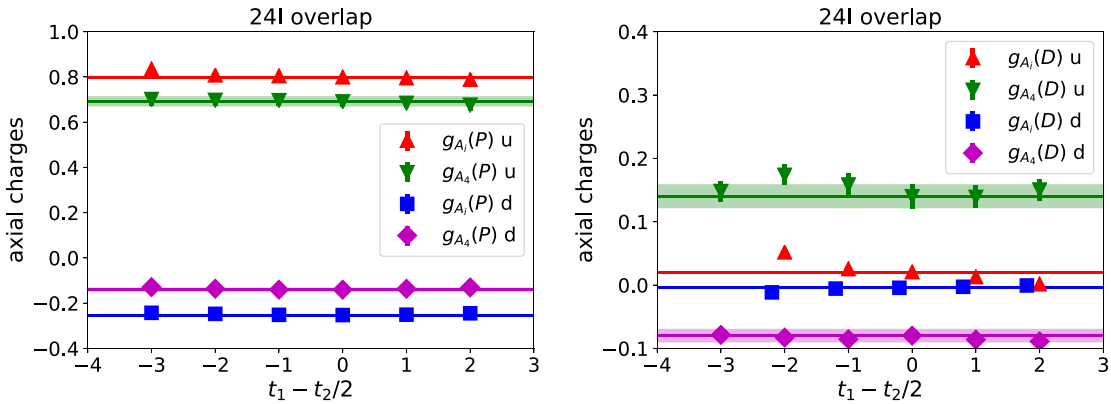 24I overlap
axial charges
1.0
0.8
0.6
0.4
0.2
0.0
−0.2
−0.4
g_{A_i}(P) u
g_{A_4}(P) u
g_{A_i}(P) d
g_{A_4}(P) d
−4 −3 −2 −1 0 1 2 3
t_1 − t_2/2
24I overlap
axial charges
0.4
0.3
0.2
0.1
0.0
−0.1
g_{A_i}(D) u
g_{A_4}(D) u
g_{A_i}(D) d
g_{A_4}(D) d
−4 −3 −2 −1 0 1 2 3
t_1 − t_2/2